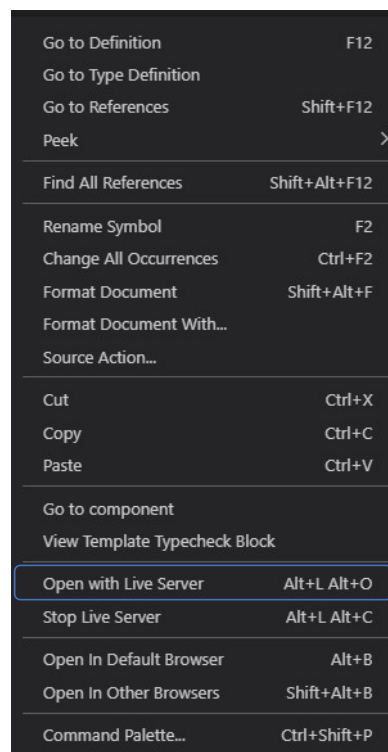 Go to Definition F12
Go to Type Definition
Go to References Shift+F12
Peek
Find All References Shift+Alt+F12
Rename Symbol F2
Change All Occurrences Ctrl+F2
Format Document Shift+Alt+F
Format Document With...
Source Action...
Cut Ctrl+X
Copy Ctrl+C
Paste Ctrl+V
Go to component
View Template Typecheck Block
Open with Live Server Alt+L Alt+O
Stop Live Server Alt+L Alt+C
Open In Default Browser Alt+B
Open In Other Browsers Shift+Alt+B
Command Palette... Ctrl+Shift+P